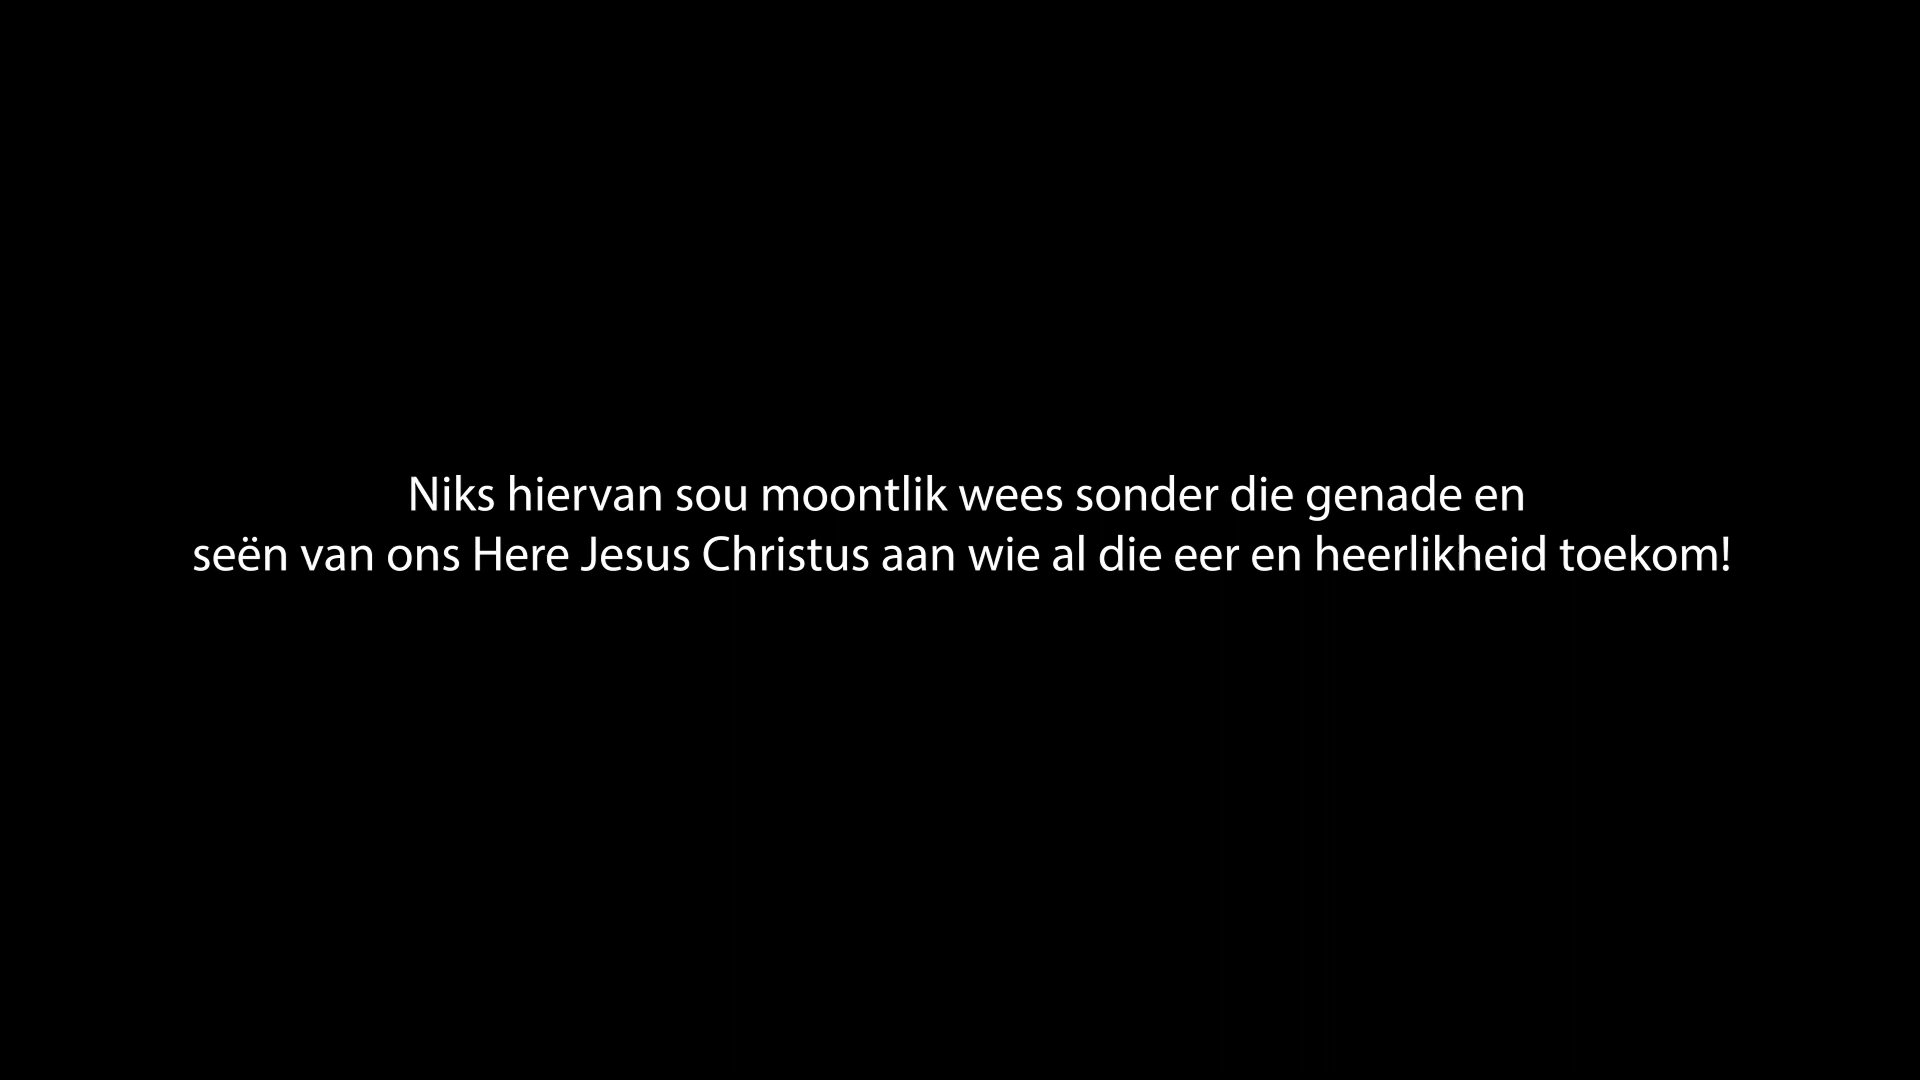 Niks hiervan sou moontlik wees sonder die genade en
seën van ons Here Jesus Christus aan wie al die eer en heerlikheid toekom!